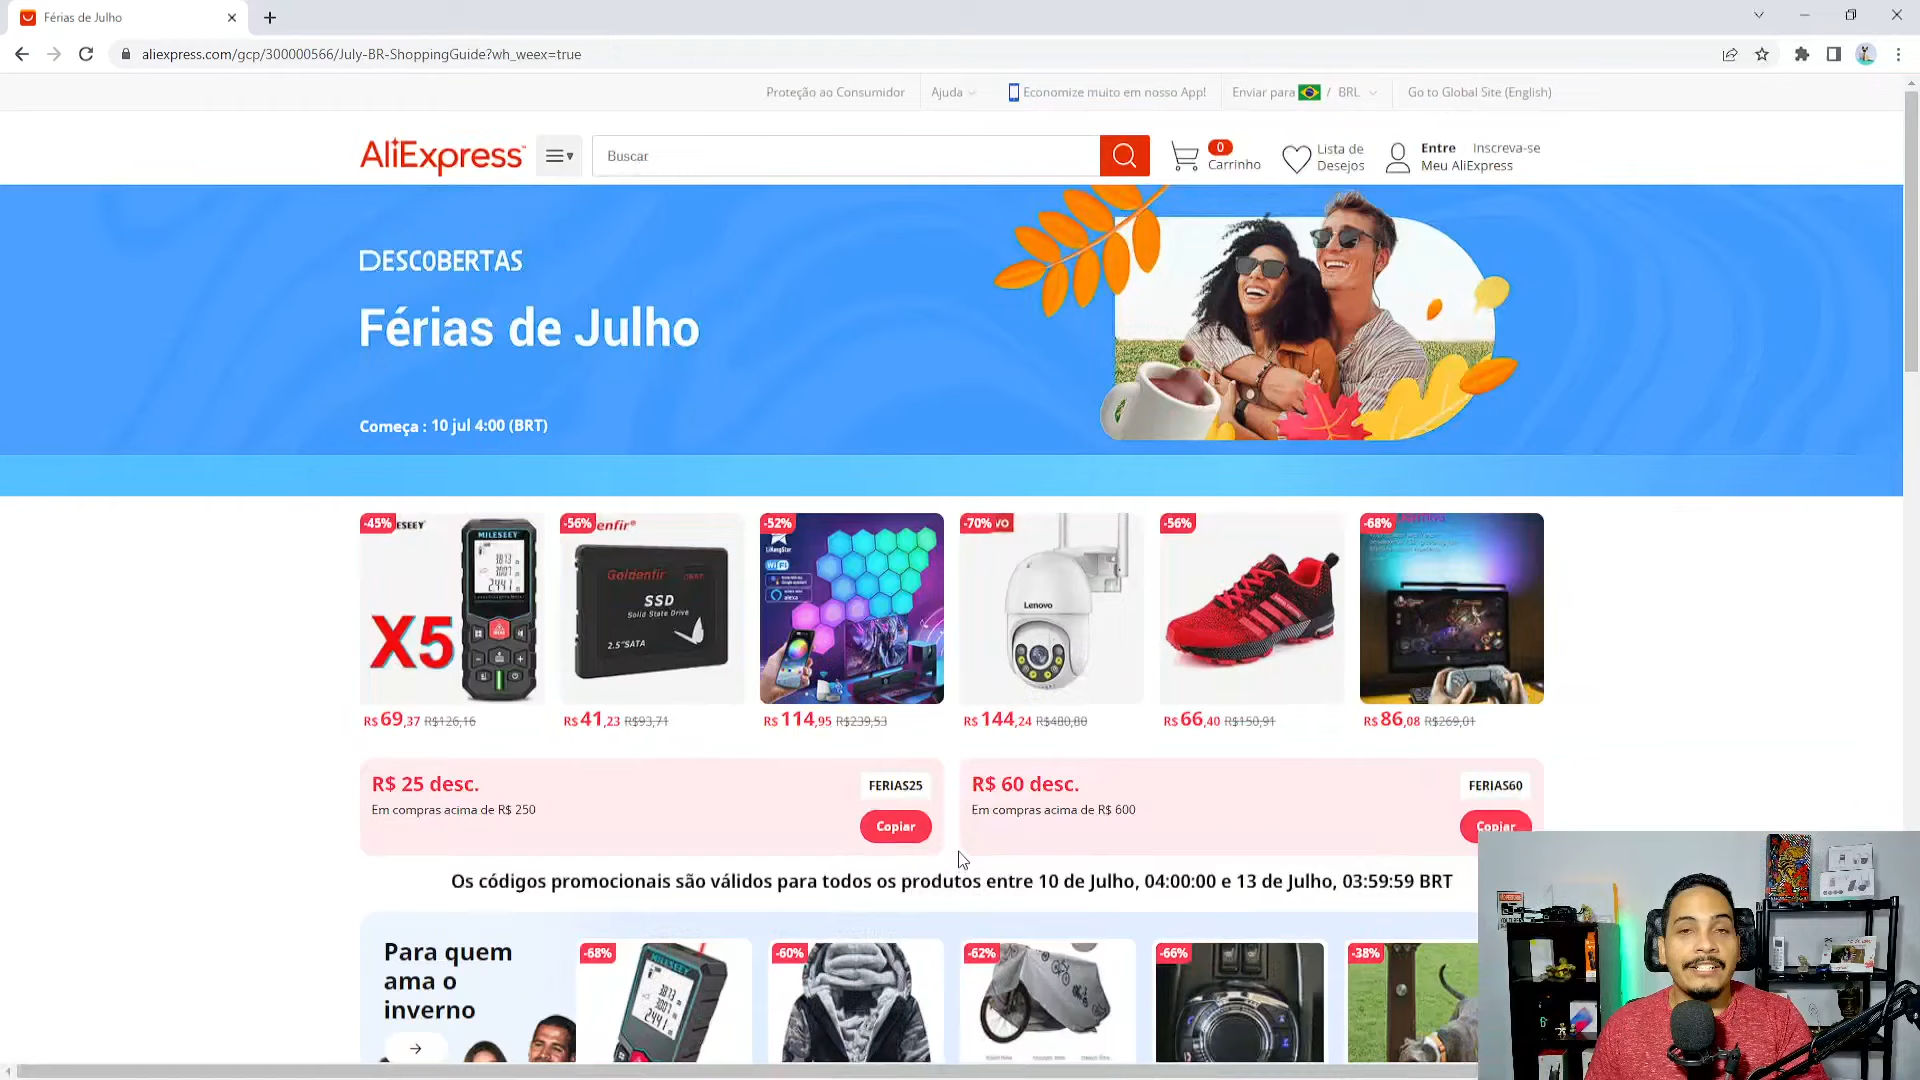 Férias de Julho
aliexpress.com/gcp/300000566/July-BR-ShoppingGuide?wh_weex=true
Proteção ao Consumidor
Ajuda
Economize muito em nosso App!
Enviar para / BRL
Go to Global Site (English)
AliExpress
Buscar
0
Carrinho
Lista de
Desejos
Entre Inscreva-se
Meu AliExpress
DESCOBERTAS
Férias de Julho
Começa : 10 jul 4:00 (BRT)
-45%
MILESEEY
X5
R$ 69,37 R$126,16
-56%
Goldenfir
SSD
Solid State Drive
2.5"SATA
R$ 41,23 R$93,71
-52%
WiFi
alexa
R$ 114,95 R$239,53
-70%
Lenovo
R$ 144,24 R$480,80
-56%
R$ 66,40 R$150,91
-68%
R$ 86,08 R$269,01
R$ 25 desc.
Em compras acima de R$ 250
FERIAS25
Copiar
R$ 60 desc.
Em compras acima de R$ 600
FERIAS60
Copiar
Os códigos promocionais são válidos para todos os produtos entre 10 de Julho, 04:00:00 e 13 de Julho, 03:59:59 BRT
Para quem
ama o
inverno
-68%
MILESEEY
-60%
-62%
-66%
-38%